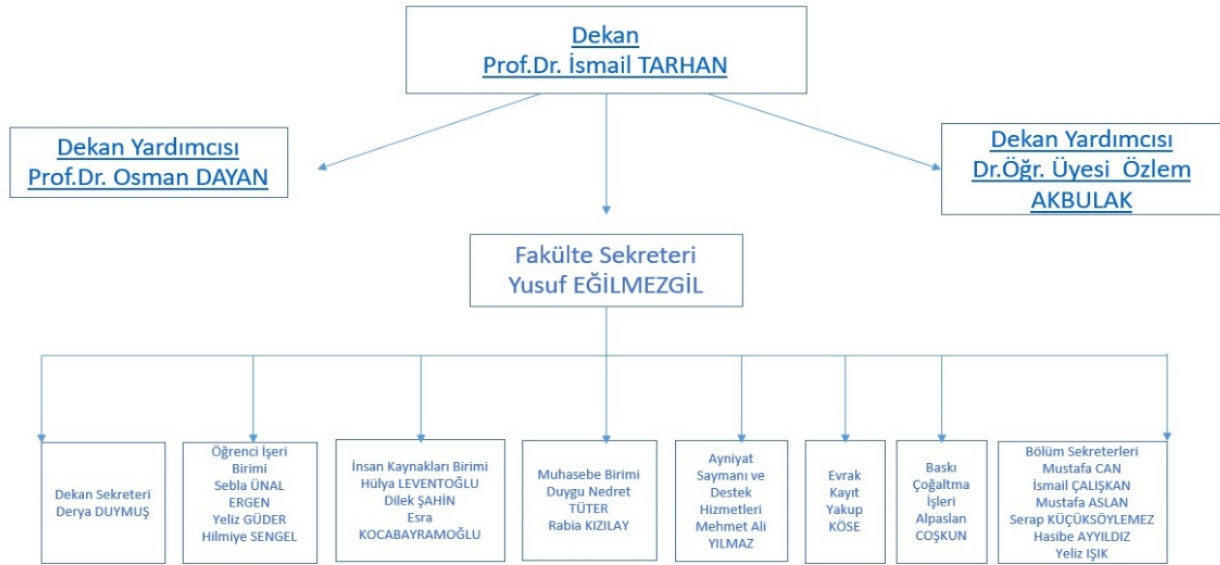 Dekan
Prof.Dr. İsmail TARHAN
Dekan Yardımcısı
Prof.Dr. Osman DAYAN
Dekan Yardımcısı
Dr.Öğr. Üyesi Özlem
AKBULAK
Fakülte Sekreteri
Yusuf EĞİLMEZGİL
Dekan Sekreteri
Derya DUYMUŞ
Öğrenci İşeri
Birimi
Sebla ÜNAL
ERGEN
Yeliz GÜDER
Hilmiye SENGEL
İnsan Kaynakları Birimi
Hülya LEVENTOĞLU
Dilek ŞAHİN
Esra
KOCABAYRAMOĞLU
Muhasebe Birimi
Duygu Nedret
TÜTER
Rabia KIZILAY
Ayniyat
Saymanı ve
Destek
Hizmetleri
Mehmet Ali
YILMAZ
Evrak
Kayıt
Yakup
KÖSE
Baskı
Çoğaltma
İşleri
Alpaslan
COŞKUN
Bölüm Sekreterleri
Mustafa CAN
İsmail ÇALIŞKAN
Mustafa ASLAN
Serap KÜÇÜKSÖYLEMEZ
Hasibe AYYILDIZ
Yeliz IŞIK